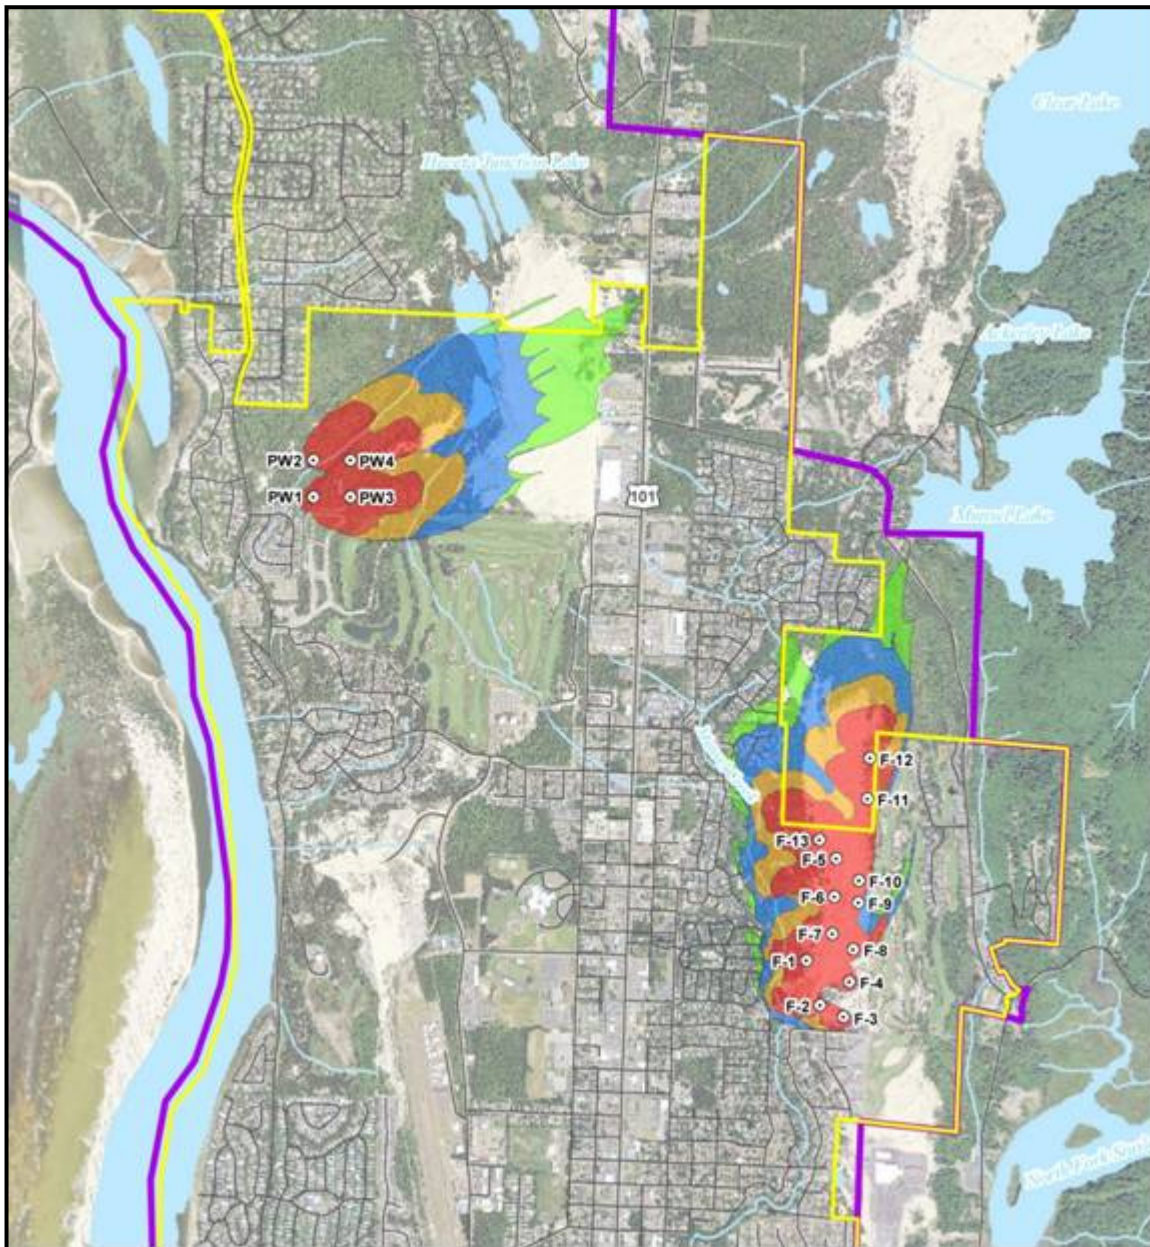 Clear Lake
Heceta Junction Lake
Ackerley Lake
PW2
PW4
PW1
PW3
101
Munsel Lake
F-12
F-11
F-13
F-5
F-10
F-6
F-9
F-7
F-8
F-1
F-4
F-2
F-3
North Fork